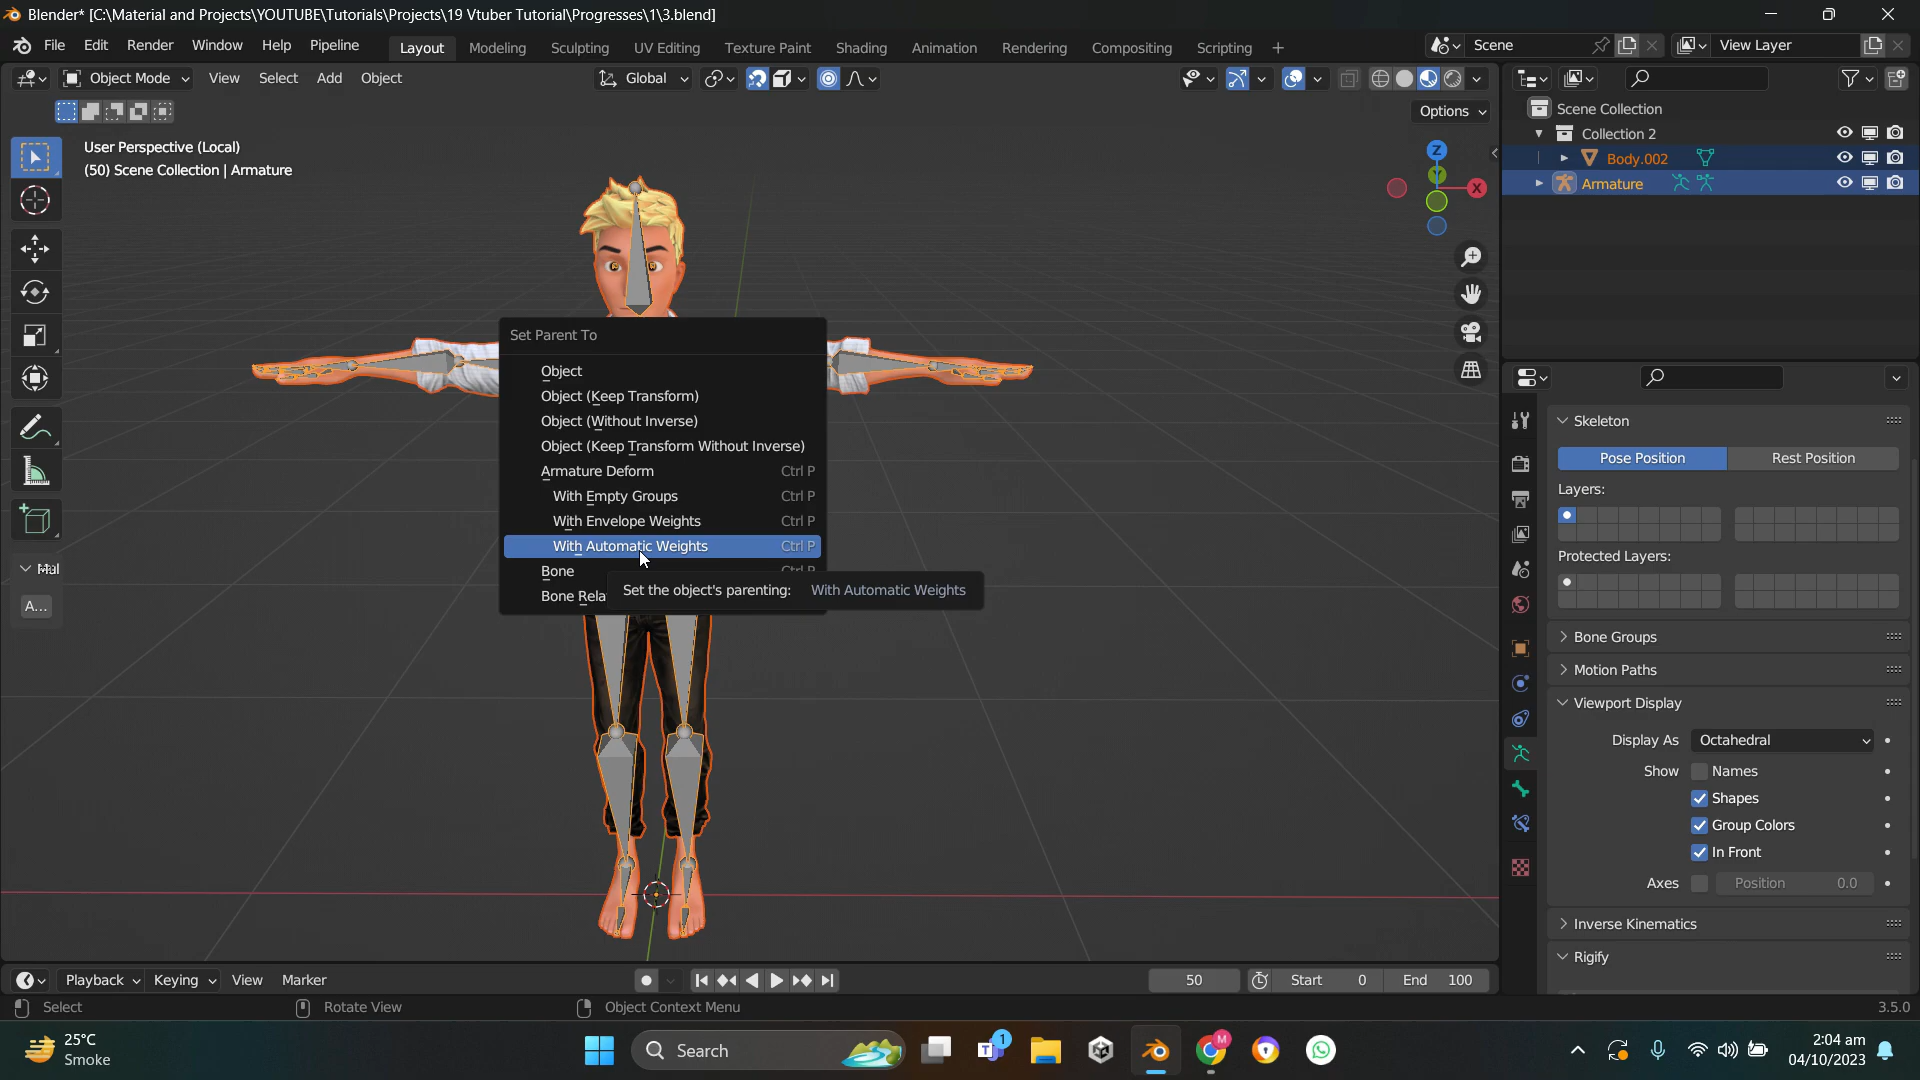 Blender* [C:\Material and Projects\YOUTUBE\Tutorials\Projects\19 Vtuber Tutorial\Progresses\1\3.blend]
File Edit Render Window Help Pipeline Layout Modeling Sculpting UV Editing Texture Paint Shading Animation Rendering Compositing Scripting + Scene View Layer
Object Mode View Select Add Object Global
Options
User Perspective (Local)
(50) Scene Collection | Armature
Z
Y
X
Scene Collection
Collection 2
Body.002
Armature
Set Parent To
Object
Object (Keep Transform)
Object (Without Inverse)
Object (Keep Transform Without Inverse)
Armature Deform Ctrl P
With Empty Groups Ctrl P
With Envelope Weights Ctrl P
With Automatic Weights Ctrl P
Bone Ctrl P
Bone Rela
Set the object's parenting: With Automatic Weights
A...
Skeleton
Pose Position Rest Position
Layers:
Protected Layers:
Bone Groups
Motion Paths
Viewport Display
Display As Octahedral
Show Names
Shapes
Group Colors
In Front
Axes Position 0.0
Inverse Kinematics
Rigify
Playback Keying View Marker 50 Start 0 End 100
Select Rotate View Object Context Menu 3.5.0
25°C
Smoke
Search
1
M
2:04 am
04/10/2023